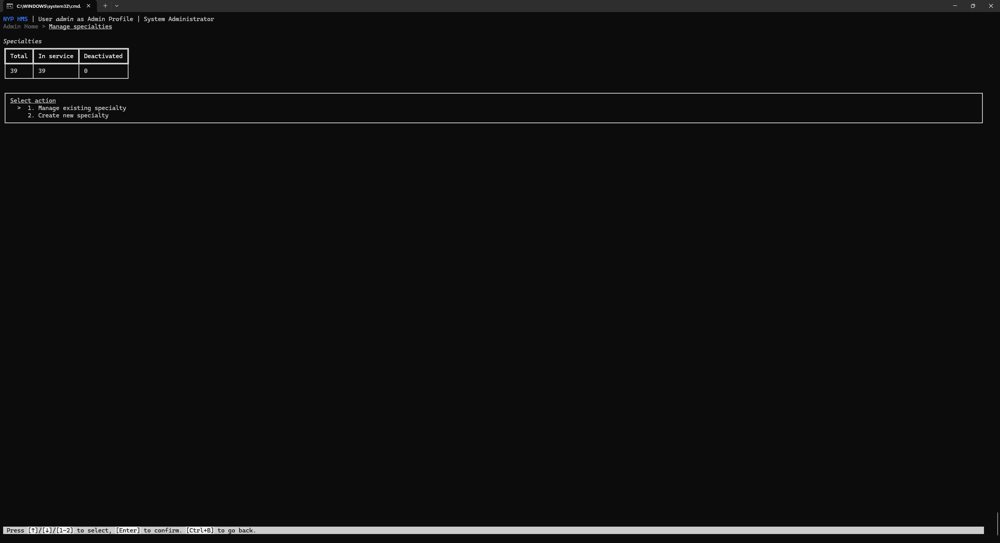 C:\WINDOWS\system32\cmd.
NYP HMS | User admin as Admin Profile | System Administrator
Admin Home > Manage specialties
Specialties
Total In service Deactivated
39 39 0
Select action
> 1. Manage existing specialty
2. Create new specialty
Press [↑]/[↓]/[1-2] to select, [Enter] to confirm. [Ctrl+B] to go back.